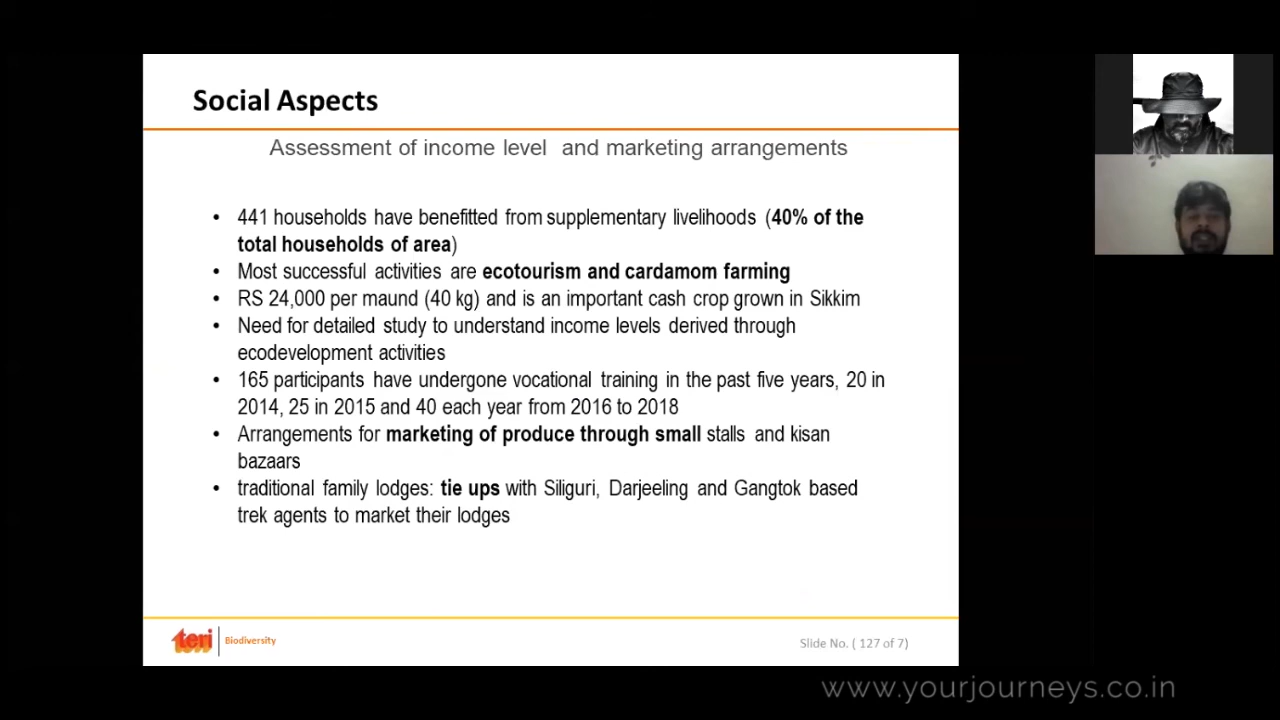 Social Aspects
Assessment of income level and marketing arrangements
• 441 households have benefitted from supplementary livelihoods (40% of the
total households of area)
• Most successful activities are ecotourism and cardamom farming
• RS 24,000 per maund (40 kg) and is an important cash crop grown in Sikkim
• Need for detailed study to understand income levels derived through
ecodevelopment activities
• 165 participants have undergone vocational training in the past five years, 20 in
2014, 25 in 2015 and 40 each year from 2016 to 2018
• Arrangements for marketing of produce through small stalls and kisan
bazaars
• traditional family lodges: tie ups with Siliguri, Darjeeling and Gangtok based
trek agents to market their lodges
teri
Biodiversity
Slide No. ( 127 of 7)
www.yourjourneys.co.in